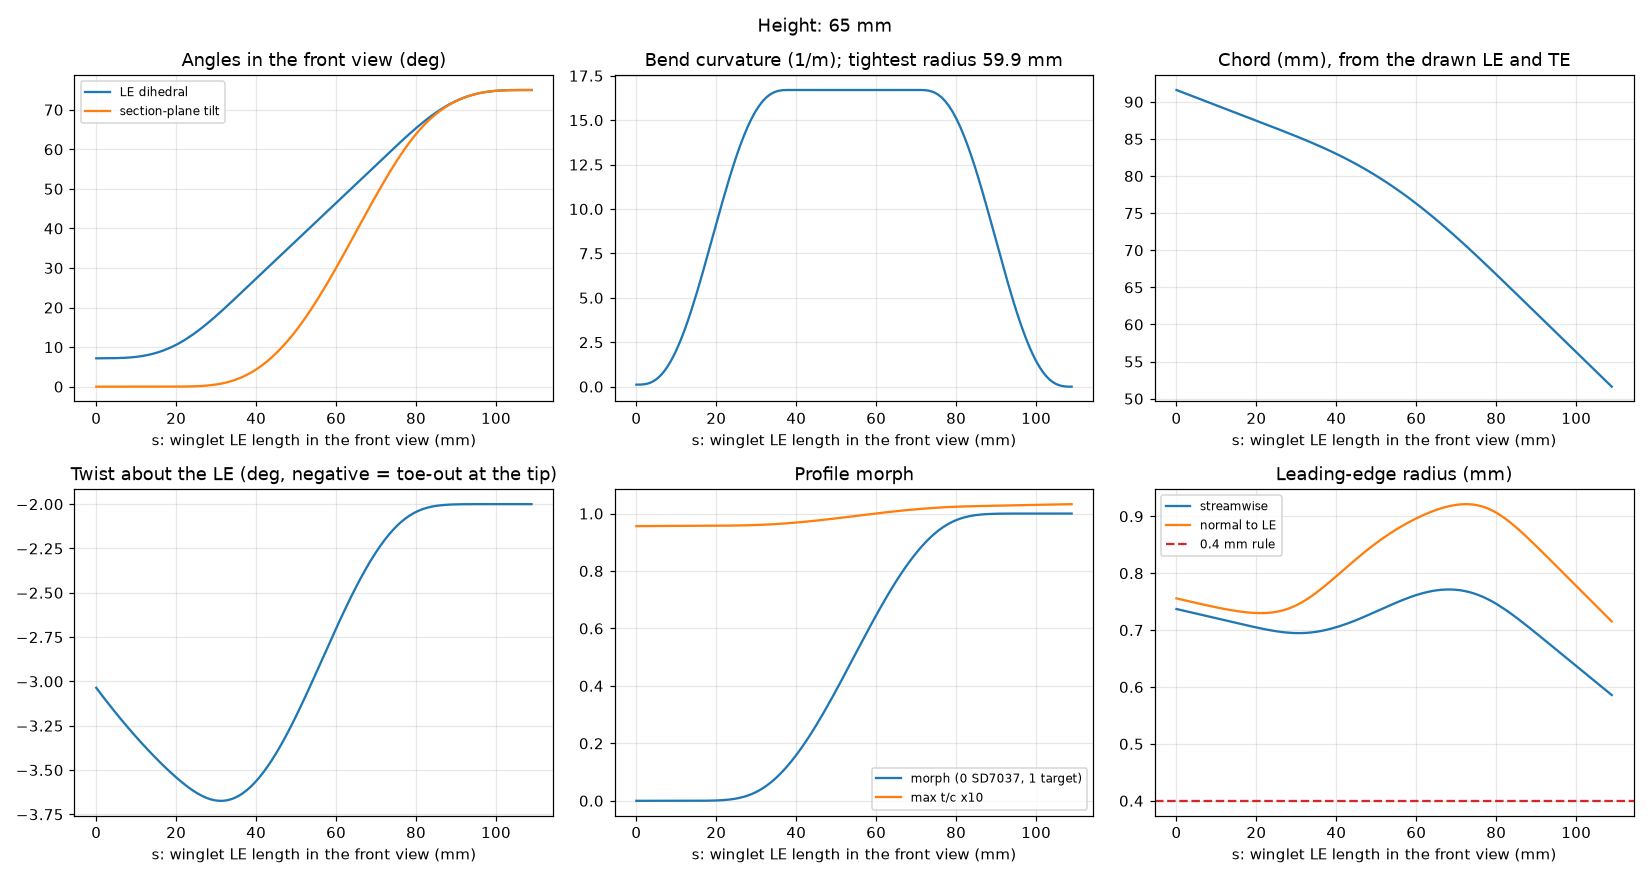 Height: 65 mm
Angles in the front view (deg)
LE dihedral
section-plane tilt
70
60
50
40
30
20
10
0
0 20 40 60 80 100
s: winglet LE length in the front view (mm)
Bend curvature (1/m); tightest radius 59.9 mm
17.5
15.0
12.5
10.0
7.5
5.0
2.5
0.0
0 20 40 60 80 100
s: winglet LE length in the front view (mm)
Chord (mm), from the drawn LE and TE
90
85
80
75
70
65
60
55
50
0 20 40 60 80 100
s: winglet LE length in the front view (mm)
Twist about the LE (deg, negative = toe-out at the tip)
−2.00
−2.25
−2.50
−2.75
−3.00
−3.25
−3.50
−3.75
0 20 40 60 80 100
s: winglet LE length in the front view (mm)
Profile morph
1.0
0.8
0.6
0.4
0.2
0.0
morph (0 SD7037, 1 target)
max t/c x10
0 20 40 60 80 100
s: winglet LE length in the front view (mm)
Leading-edge radius (mm)
streamwise
normal to LE
0.4 mm rule
0.9
0.8
0.7
0.6
0.5
0.4
0 20 40 60 80 100
s: winglet LE length in the front view (mm)